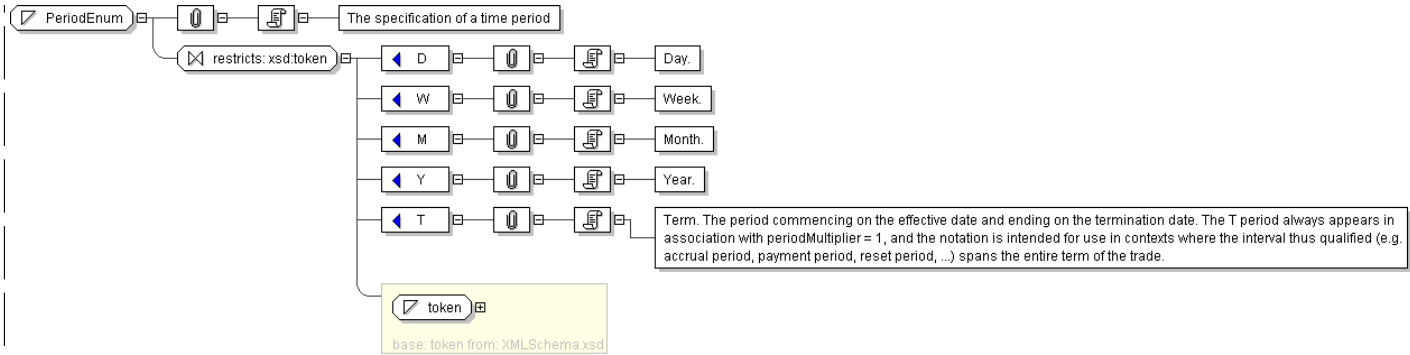 PeriodEnum
The specification of a time period
restricts: xsd:token
D
Day.
W
Week.
M
Month.
Y
Year.
T
Term. The period commencing on the effective date and ending on the termination date. The T period always appears in
association with periodMultiplier = 1, and the notation is intended for use in contexts where the interval thus qualified (e.g.
accrual period, payment period, reset period, ...) spans the entire term of the trade.
token
base: token from: XMLSchema.xsd